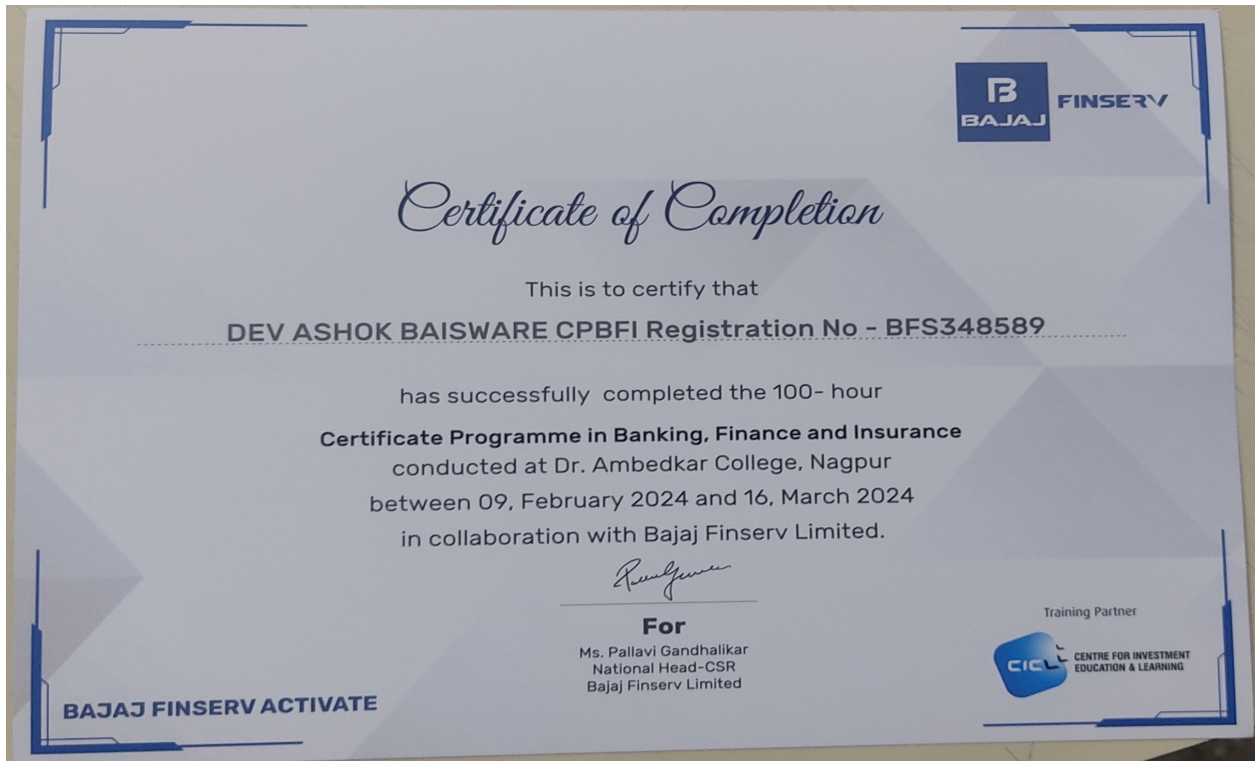 BAJAJ
FINSERV
Certificate of Completion
This is to certify that
DEV ASHOK BAISWARE CPBFI Registration No - BFS348589
has successfully completed the 100- hour
Certificate Programme in Banking, Finance and Insurance
conducted at Dr. Ambedkar College, Nagpur
between 09, February 2024 and 16, March 2024
in collaboration with Bajaj Finserv Limited.
For
Ms. Pallavi Gandhalikar
National Head-CSR
Bajaj Finserv Limited
BAJAJ FINSERV ACTIVATE
Training Partner
CICL
CENTRE FOR INVESTMENT
EDUCATION & LEARNING